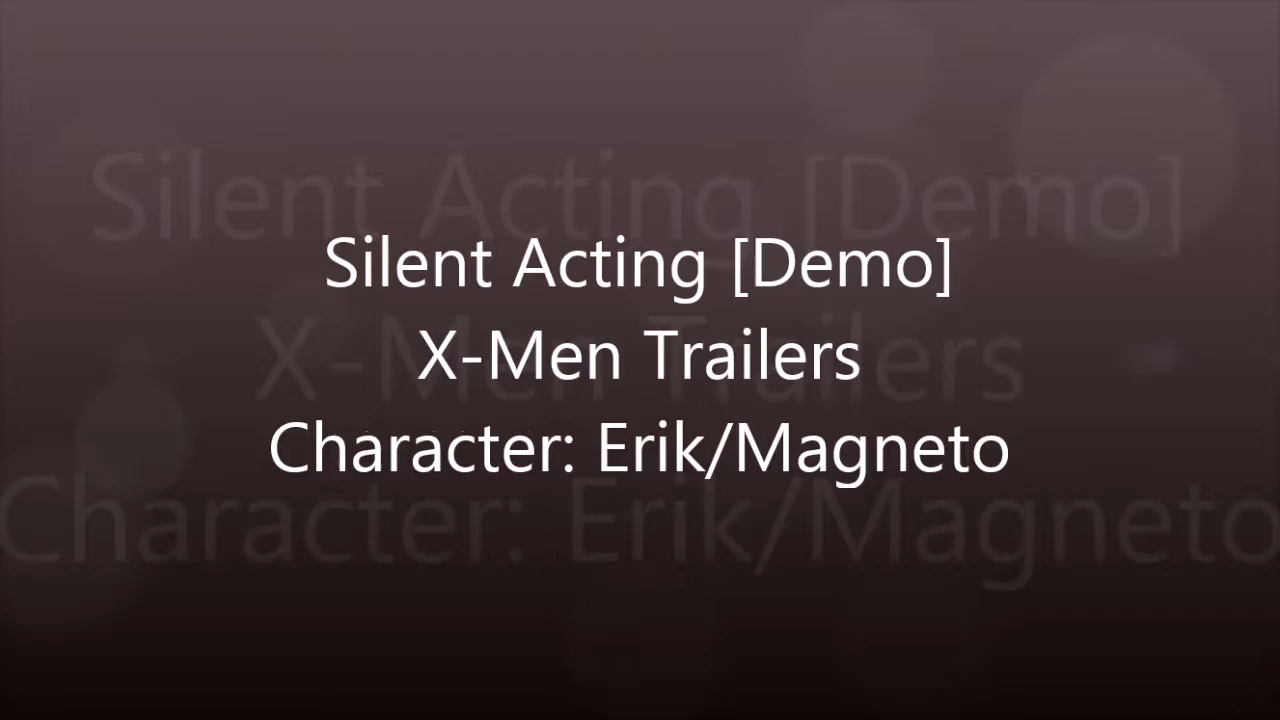 Silent Acting [Demo]
X-Men Trailers
Character: Erik/Magneto